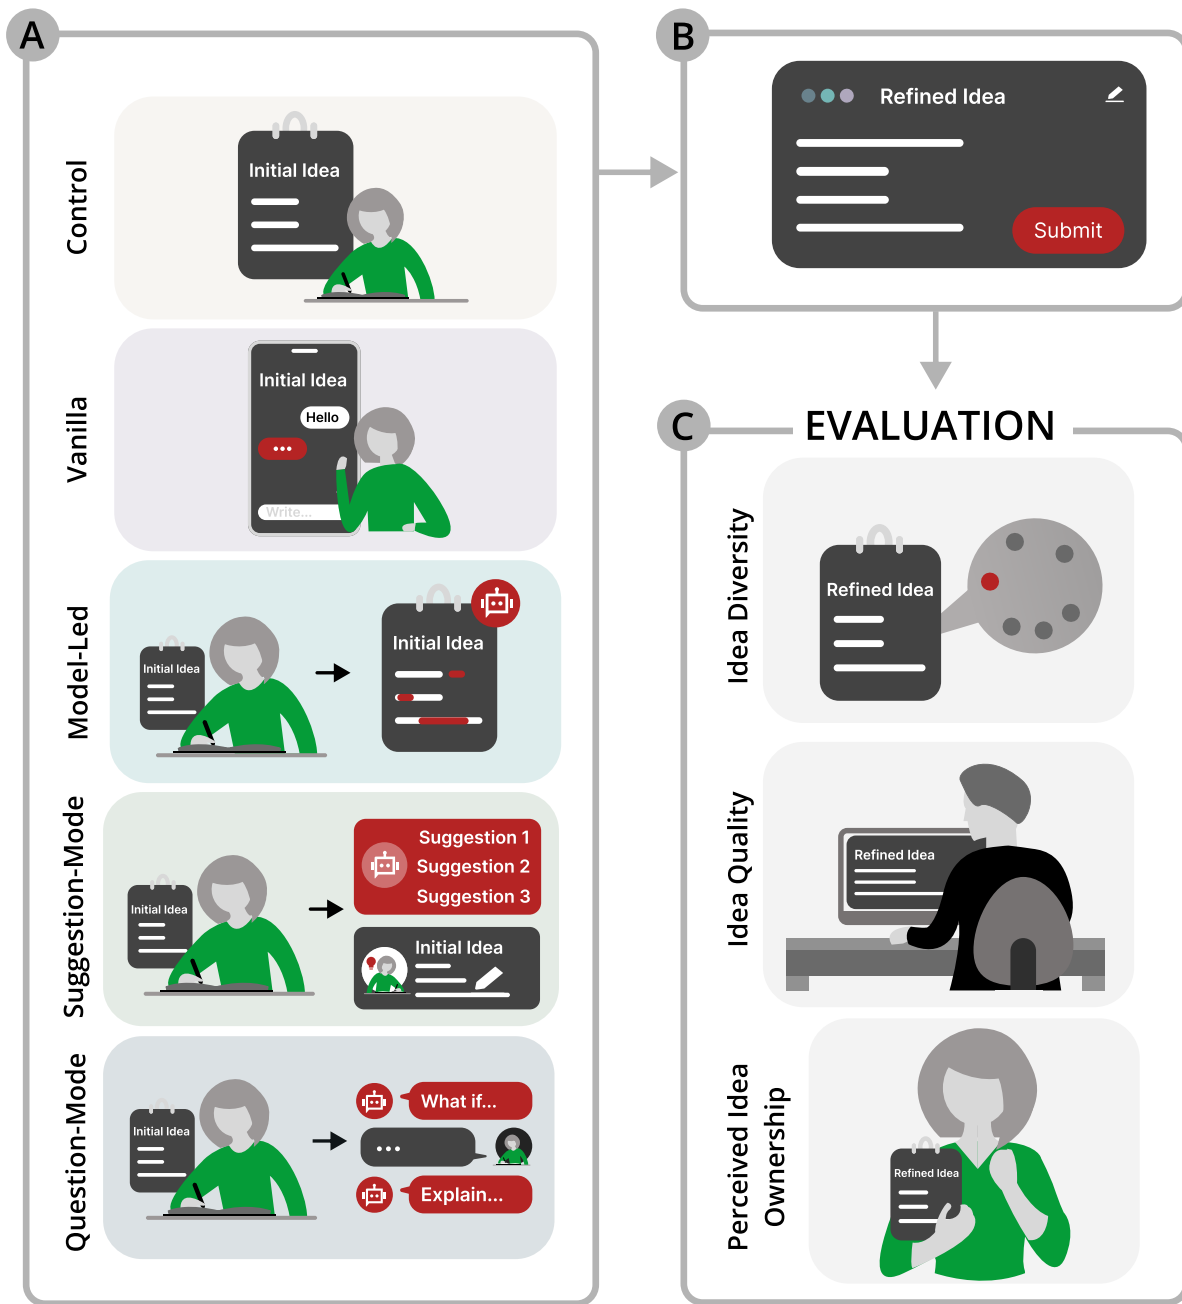 A
Control
Initial Idea
Vanilla
Initial Idea
Hello
...
Write...
Model-Led
Initial Idea
Initial Idea
Suggestion-Mode
Initial Idea
Suggestion 1
Suggestion 2
Suggestion 3
Initial Idea
Question-Mode
Initial Idea
What if...
...
Explain...
B
Refined Idea
Submit
C
EVALUATION
Idea Diversity
Refined Idea
Idea Quality
Refined Idea
Perceived Idea
Ownership
Refined Idea